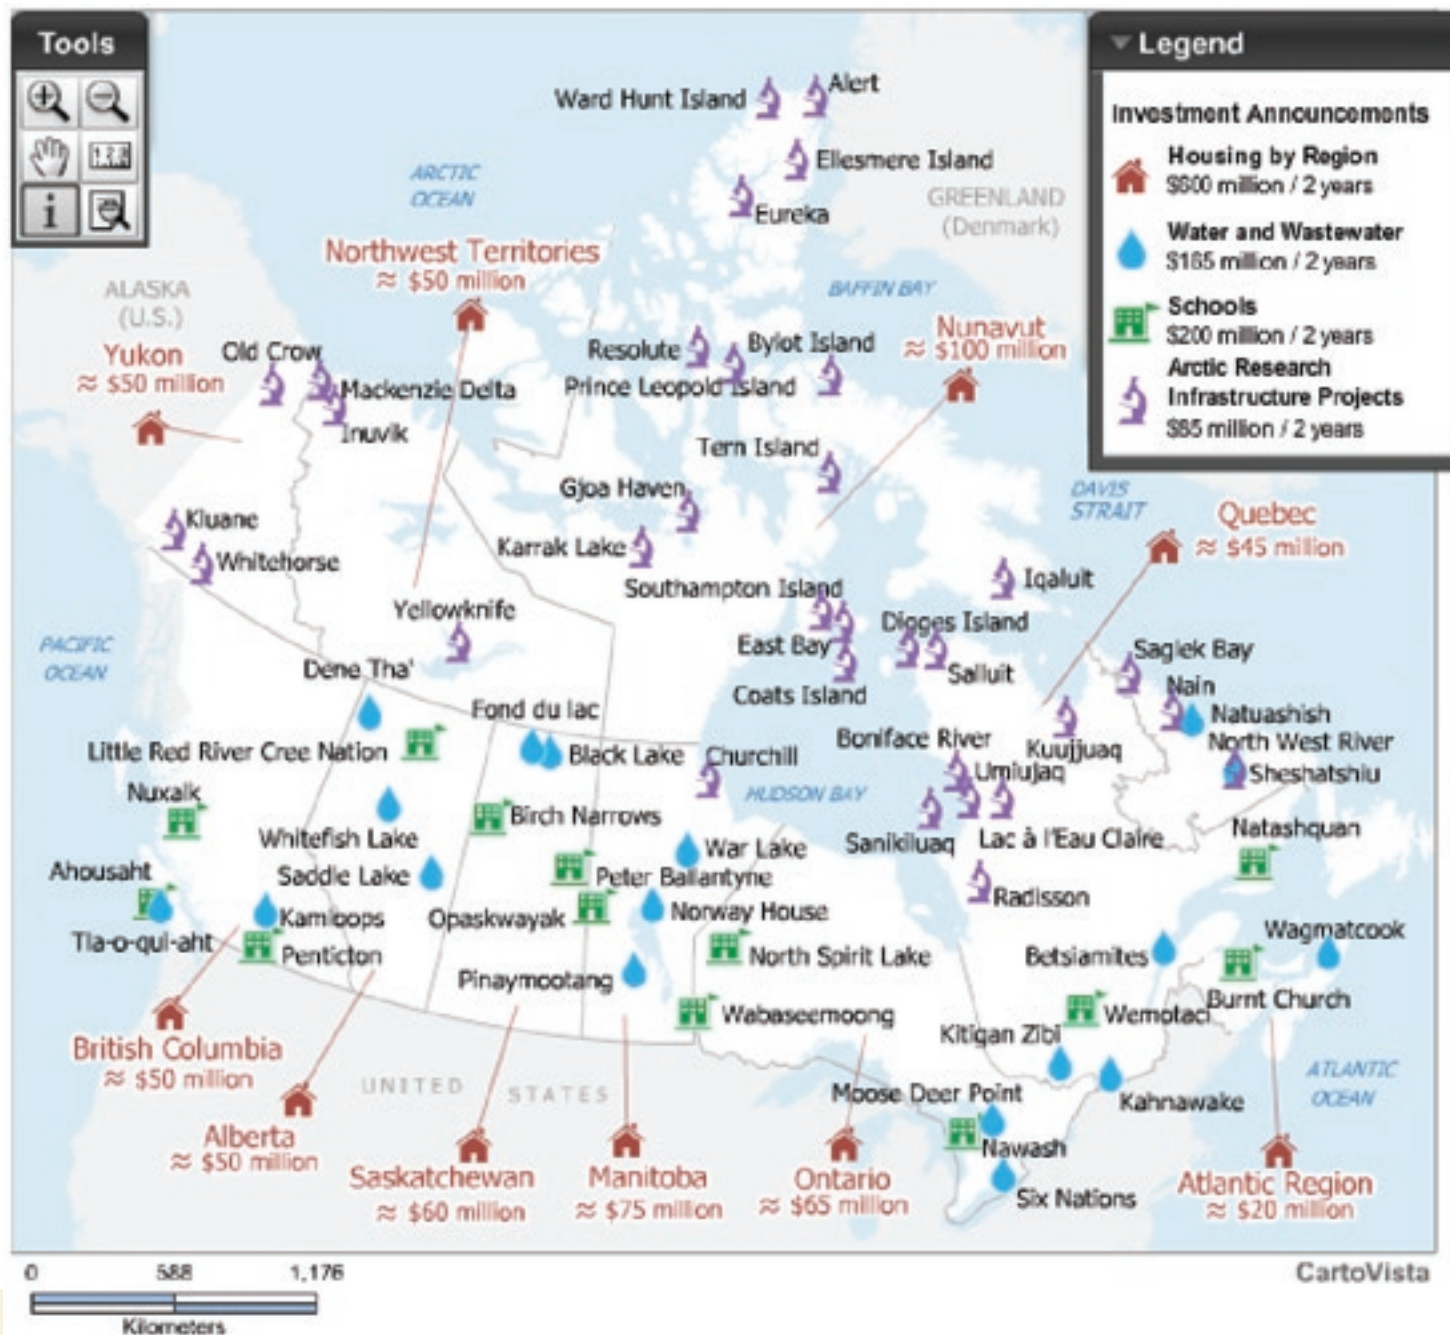 Tools
Legend
Investment Announcements
Housing by Region
$600 million / 2 years
Water and Wastewater
$165 million / 2 years
Schools
$200 million / 2 years
Arctic Research
Infrastructure Projects
$85 million / 2 years
Ward Hunt Island
Alert
Ellesmere Island
Eureka
ARCTIC
OCEAN
GREENLAND
(Denmark)
Northwest Territories
≈ $50 million
ALASKA
(U.S.)
BAFFIN BAY
Yukon
≈ $50 million
Old Crow
Resolute
Bylot Island
Nunavut
≈ $100 million
Mackenzie Delta
Prince Leopold Island
Inuvik
Tern Island
Gjoa Haven
DAVIS
STRAIT
Quebec
≈ $45 million
Kluane
Whitehorse
Karrak Lake
Southampton Island
Iqaluit
Yellowknife
Digges Island
PACIFIC
OCEAN
East Bay
Saglek Bay
Dene Tha'
Salluit
Coats Island
Nain
Fond du lac
Natuashish
Little Red River Cree Nation
Black Lake
Churchill
Boniface River
Kuujjuaq
North West River
Umiujaq
Sheshatshiu
Nuxalk
HUDSON BAY
Birch Narrows
Whitefish Lake
War Lake
Sanikiluaq
Lac à l'Eau Claire
Natashquan
Ahousaht
Saddle Lake
Peter Ballantyne
Radisson
Kamloops
Opaskwayak
Norway House
Tla-o-qui-aht
Penticton
North Spirit Lake
Betsiamites
Wagmatcook
Pinaymootang
Burnt Church
Wabaseemoong
Wemotaci
Kitigan Zibi
British Columbia
≈ $50 million
UNITED STATES
ATLANTIC
OCEAN
Moose Deer Point
Kahnawake
Alberta
≈ $50 million
Nawash
Saskatchewan
≈ $60 million
Manitoba
≈ $75 million
Ontario
≈ $65 million
Six Nations
Atlantic Region
≈ $20 million
0 588 1,176
Kilometers
CartoVista